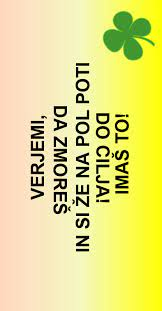 VERJEMI,
DA ZMOREŠ
IN SI ŽE NA POL POTI
DO CILJA!
IMAŠ TO!